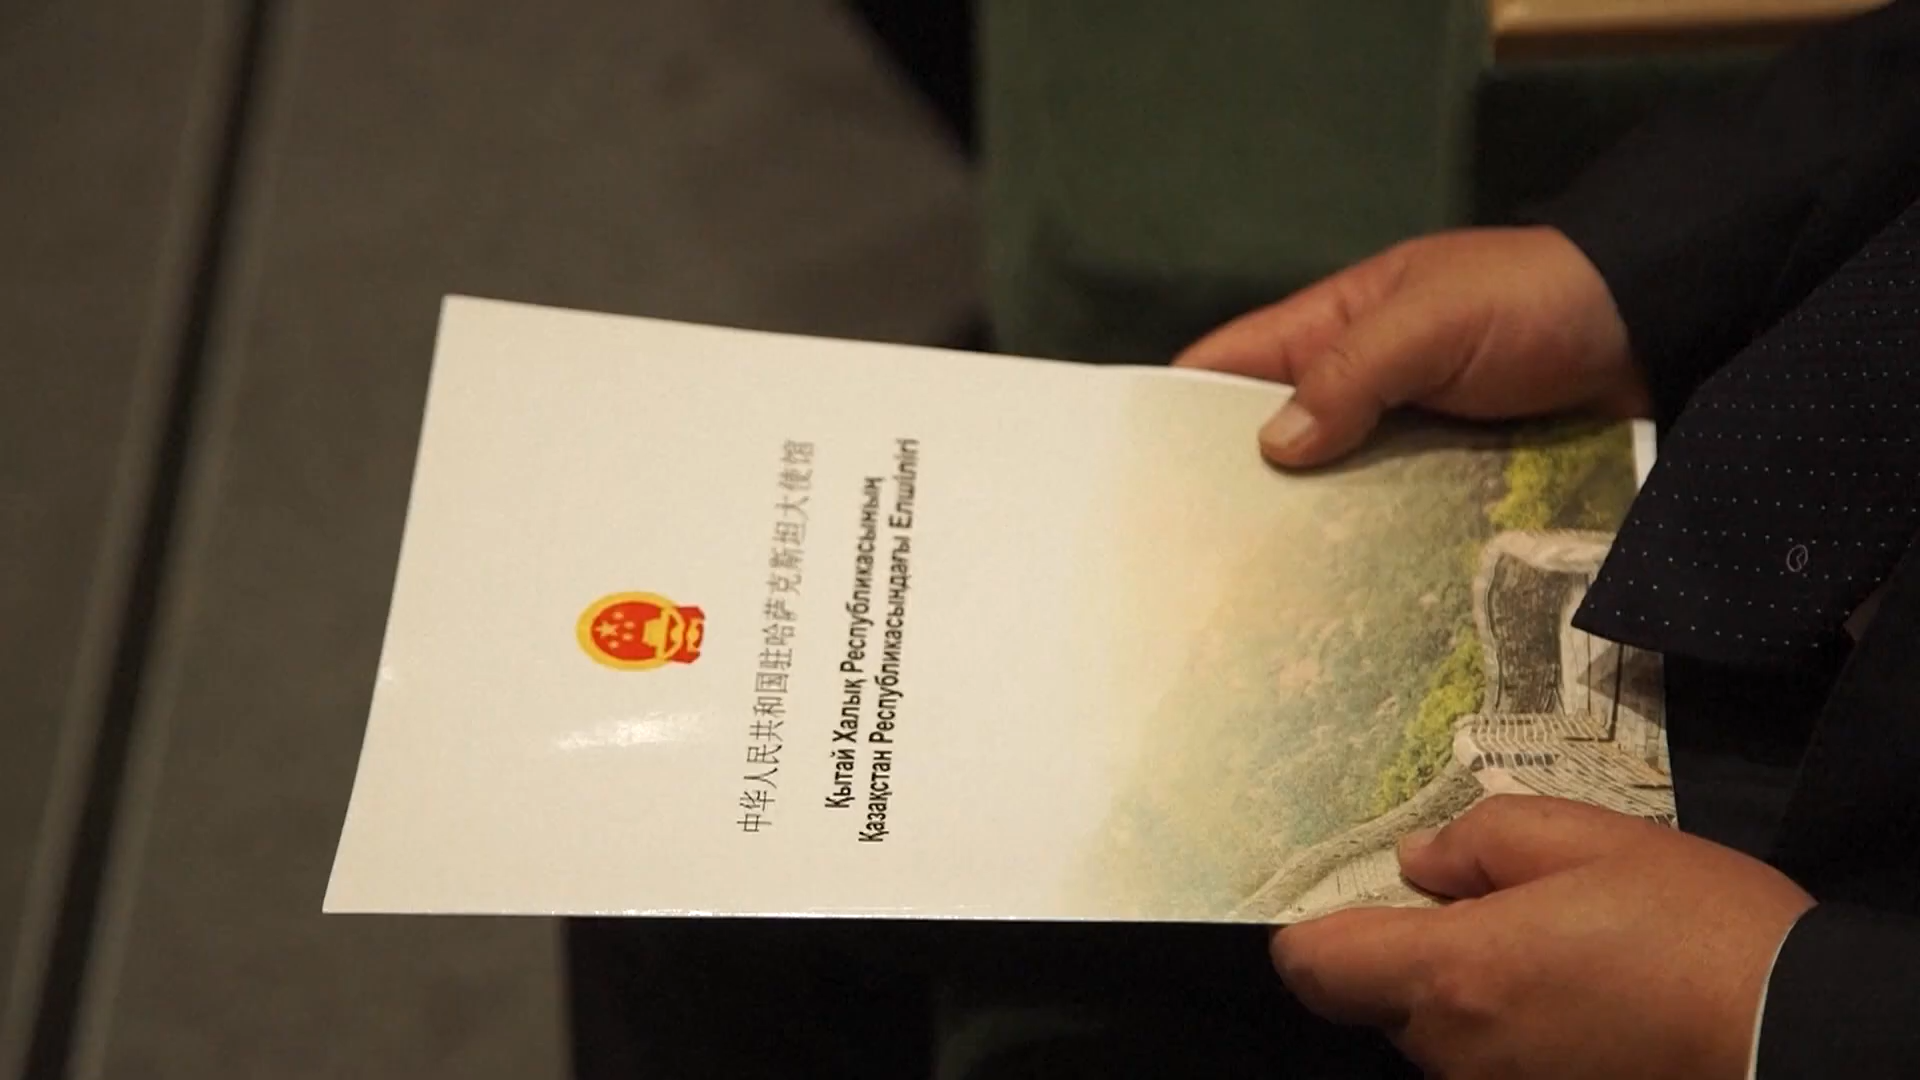 中华人民共和国驻哈萨克斯坦大使馆
Қытай Халық Республикасының
Қазақстан Республикасындағы Елшілігі